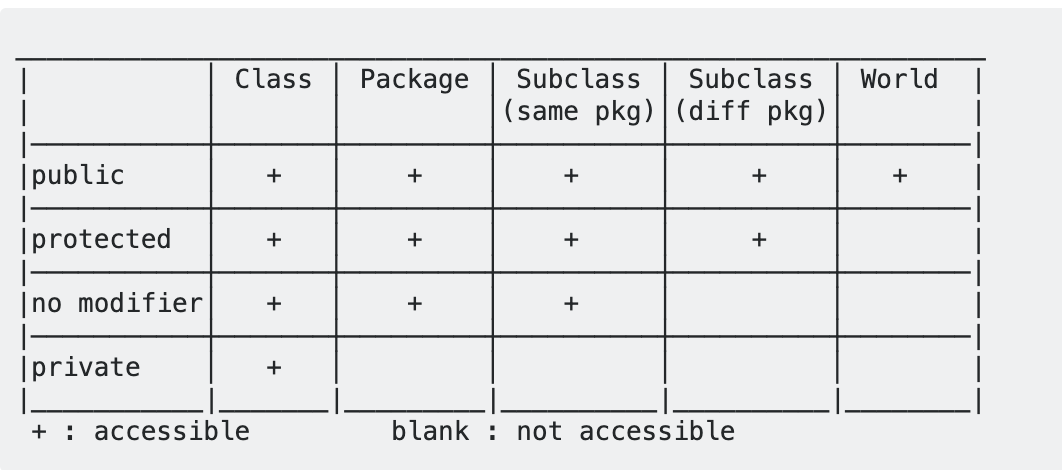 Class | Package | Subclass | Subclass | World
(same pkg) | (diff pkg)
public | + | + | + | + | +
protected | + | + | + | +
no modifier | + | + | +
private | +
+ : accessible blank : not accessible